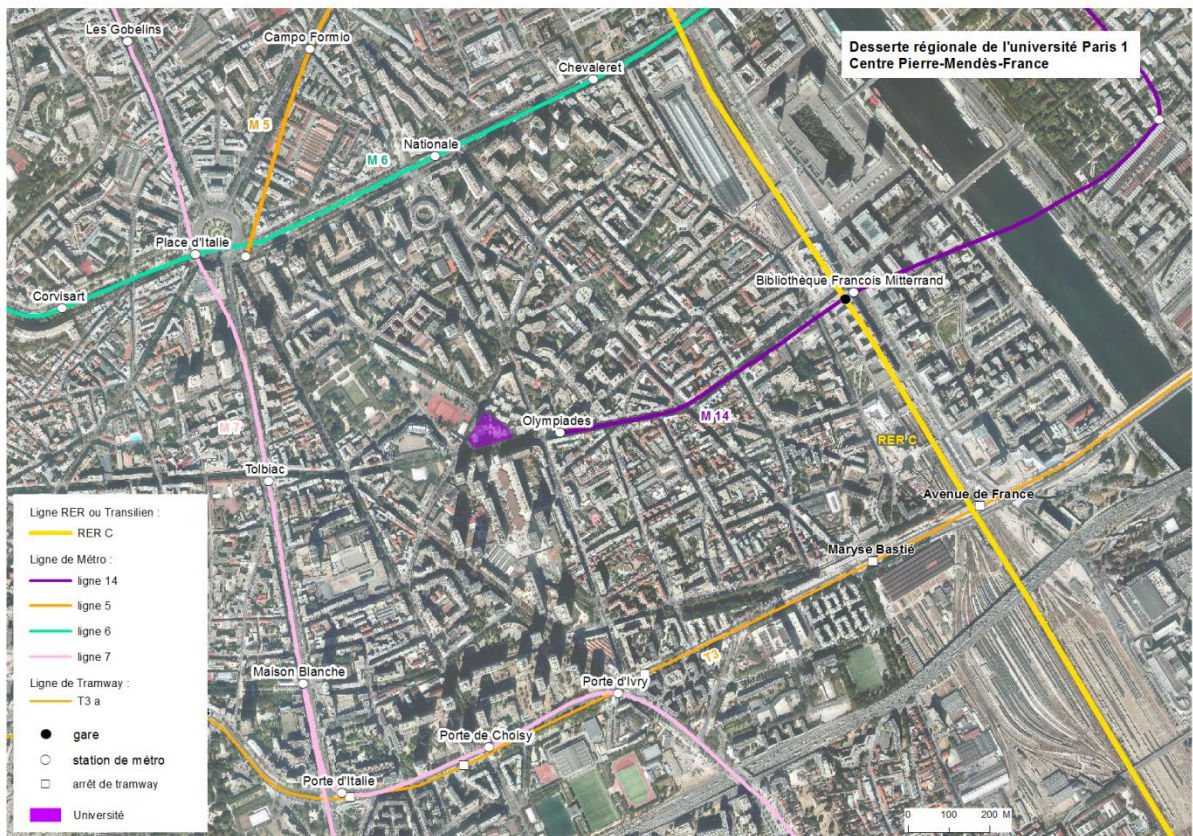 Les Gobelins
Campo Formio
Desserte régionale de l'université Paris 1
Centre Pierre-Mendès-France
Chevaleret
M 5
M 6
Nationale
Place d'Italie
Corvisart
Bibliothèque François Mitterrand
Olympiades
M 14
M 7
RER C
Tolbiac
Avenue de France
Maryse Bastié
T3
Maison Blanche
Porte d'Ivry
Porte de Choisy
Porte d'Italie
Ligne RER ou Transilien :
RER C
Ligne de Métro :
ligne 14
ligne 5
ligne 6
ligne 7
Ligne de Tramway :
T3 a
gare
station de métro
arrêt de tramway
Université
0 100 200 M